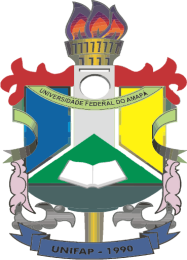 UNIVERSIDADE FEDERAL DO AMAPÁ
UNIFAP - 1990